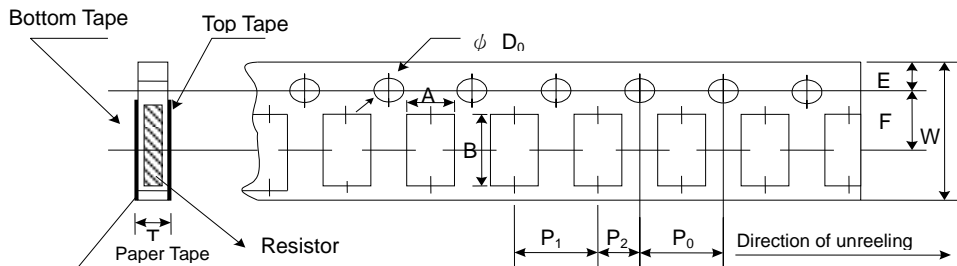 Bottom Tape
Top Tape
ϕ D₀
A
B
E
F
W
T
Paper Tape
Resistor
P₁
P₂
P₀
Direction of unreeling